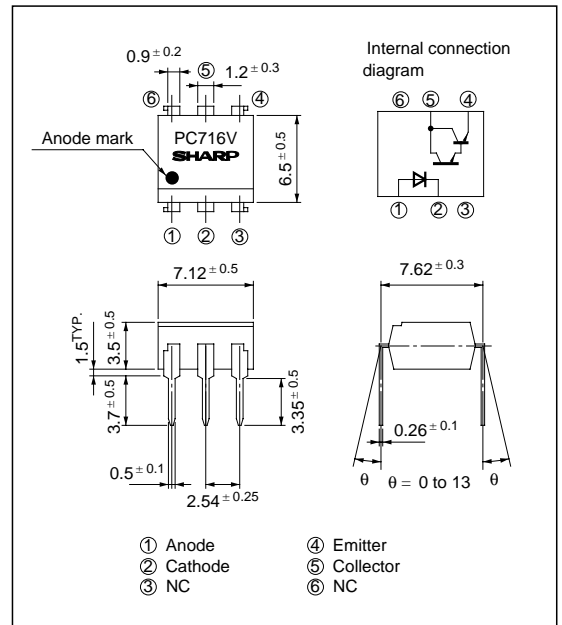 Internal connection
diagram
0.9 ± 0.2
⑤
1.2 ± 0.3
⑥
④
⑥ ⑤ ④
Anode mark
PC716V
SHARP
6.5 ± 0.5
① ② ③
① ② ③
7.12 ± 0.5
7.62 ± 0.3
1.5 TYP.
3.5 ± 0.5
3.7 ± 0.5
3.35 ± 0.5
0.5 ± 0.1
2.54 ± 0.25
0.26 ± 0.1
θ θ = 0 to 13 θ
① Anode ④ Emitter
② Cathode ⑤ Collector
③ NC ⑥ NC